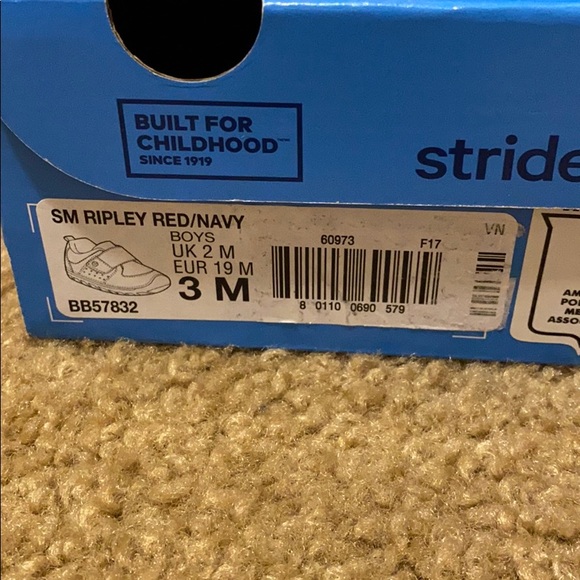 BUILT FOR
CHILDHOOD
SINCE 1919
stride
SM RIPLEY RED/NAVY
BOYS
UK 2 M
EUR 19 M
3 M
BB57832
60973
F17
VN
8 0110 0690 579
AM
PO
ME
ASSO